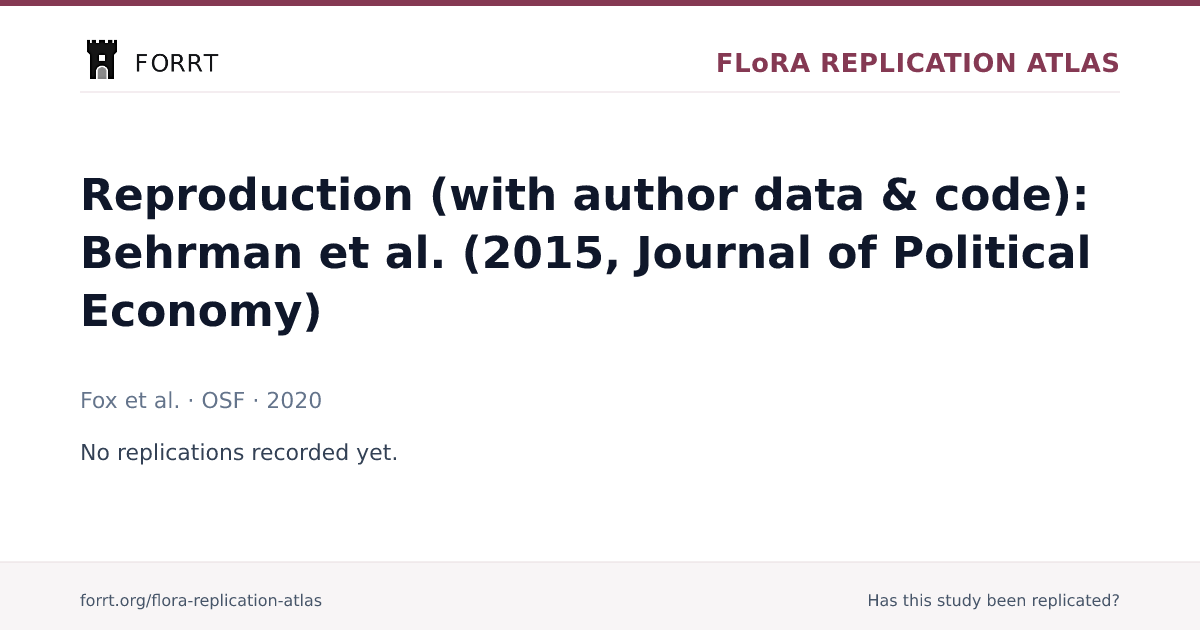 FORRT
FLoRA REPLICATION ATLAS
Reproduction (with author data & code):
Behrman et al. (2015, Journal of Political
Economy)
Fox et al. · OSF · 2020
No replications recorded yet.
forrt.org/flora-replication-atlas
Has this study been replicated?